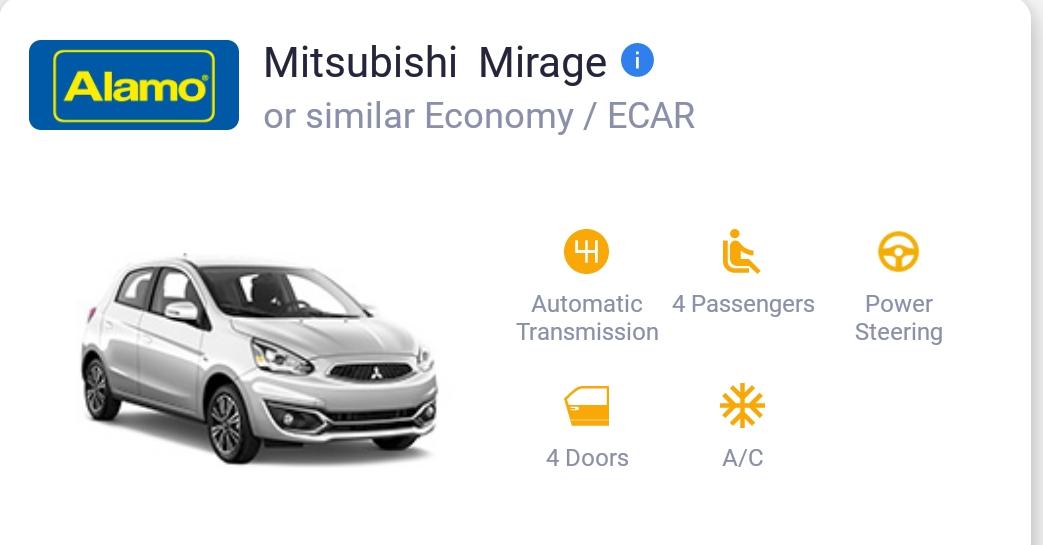 Alamo®
Mitsubishi  Mirage i
or similar Economy / ECAR
Automatic
Transmission
4 Passengers
Power
Steering
4 Doors
A/C